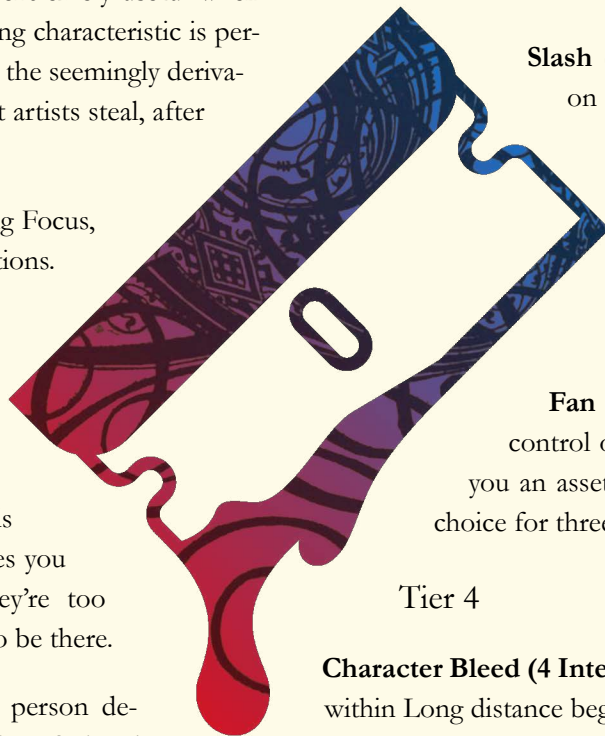 ng characteristic is per-
the seemingly deriva-
t artists steal, after
g Focus,
tions.
es you
ey're too
o be there.
person de-
Slash
on
Fan
control o
you an asset
choice for three
Tier 4
Character Bleed (4 Inte
within Long distance beg